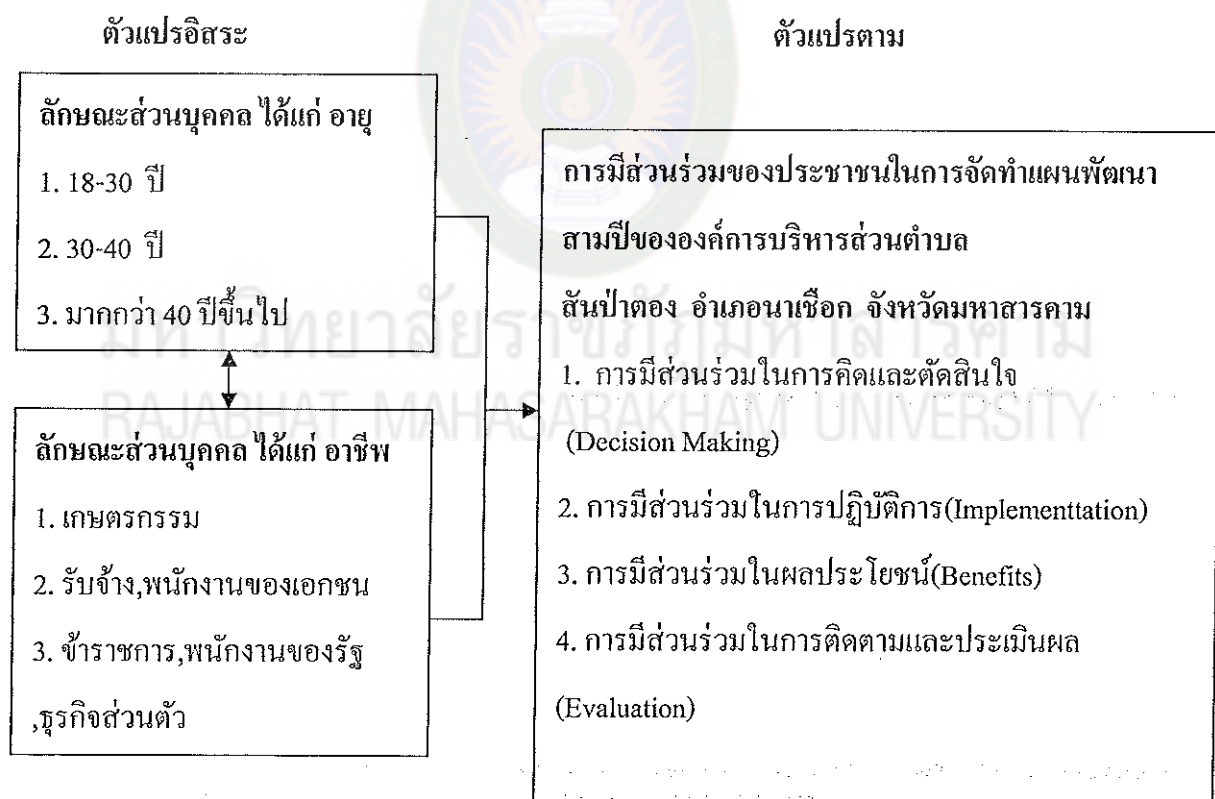 ตัวแปรอิสระ
ตัวแปรตาม
ลักษณะส่วนบุคคล ได้แก่ อายุ
1. 18-30 ปี
2. 30-40 ปี
3. มากกว่า 40 ปีขึ้นไป
ลักษณะส่วนบุคคล ได้แก่ อาชีพ
1. เกษตรกรรม
2. รับจ้าง,พนักงานของเอกชน
3. ข้าราชการ,พนักงานของรัฐ
,ธุรกิจส่วนตัว
การมีส่วนร่วมของประชาชนในการจัดทำแผนพัฒนา
สามปีขององค์การบริหารส่วนตำบล
สันป่าตอง อำเภอนาเชือก จังหวัดมหาสารคาม
1. การมีส่วนร่วมในการคิดและตัดสินใจ
(Decision Making)
2. การมีส่วนร่วมในการปฏิบัติการ(Implementtation)
3. การมีส่วนร่วมในผลประโยชน์(Benefits)
4. การมีส่วนร่วมในการติดตามและประเมินผล
(Evaluation)
มหาวิทยาลัยราชภัฏมหาสารคาม
RAJABHAT MAHASARAKHAM UNIVERSITY